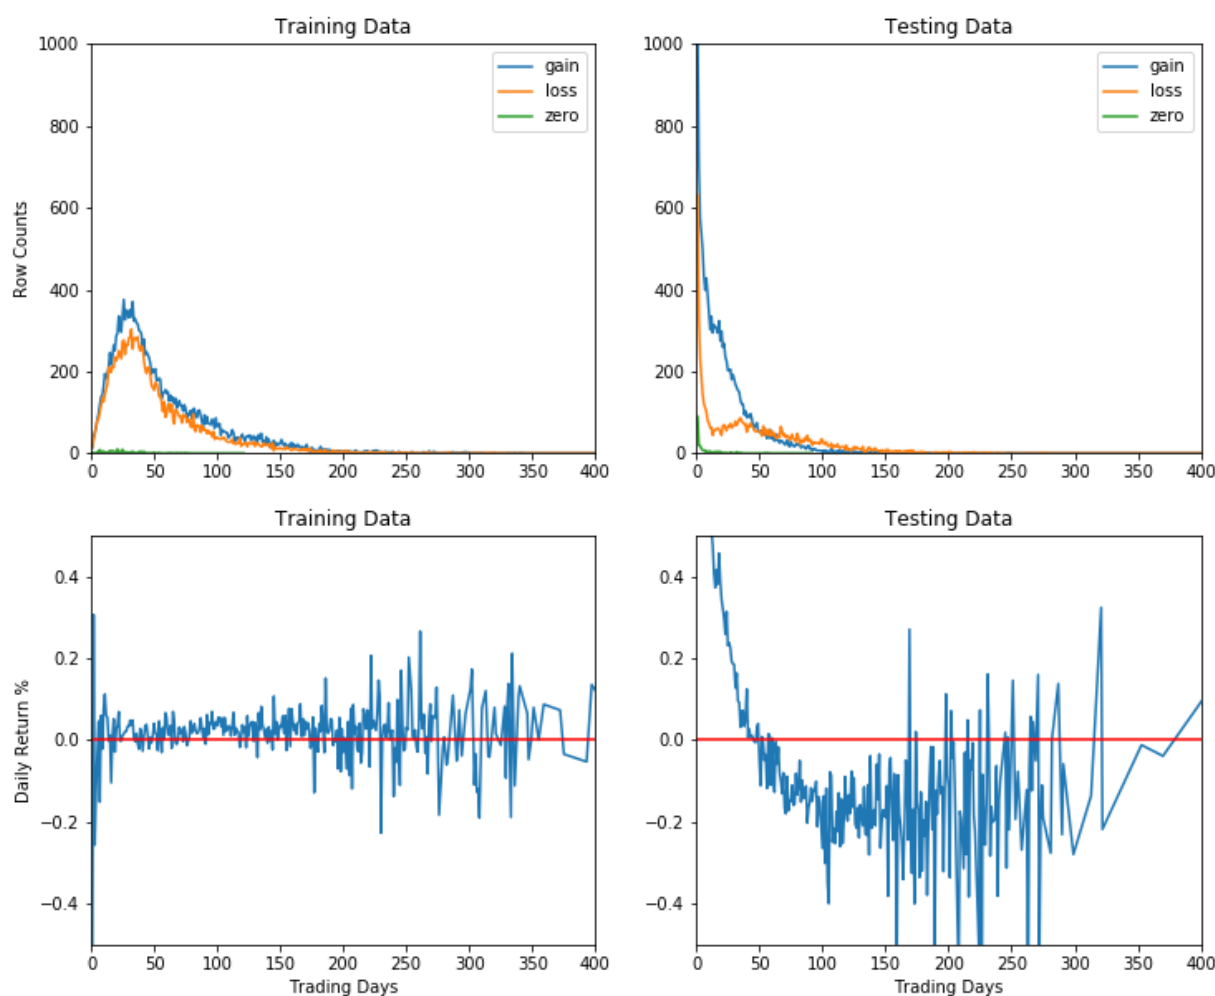 Training Data
1000
800
600
400
200
0
Row Counts
gain
loss
zero
0 50 100 150 200 250 300 350 400
Testing Data
1000
800
600
400
200
0
gain
loss
zero
0 50 100 150 200 250 300 350 400
Training Data
0.4
0.2
0.0
−0.2
−0.4
Daily Return %
0 50 100 150 200 250 300 350 400
Trading Days
Testing Data
0.4
0.2
0.0
−0.2
−0.4
0 50 100 150 200 250 300 350 400
Trading Days